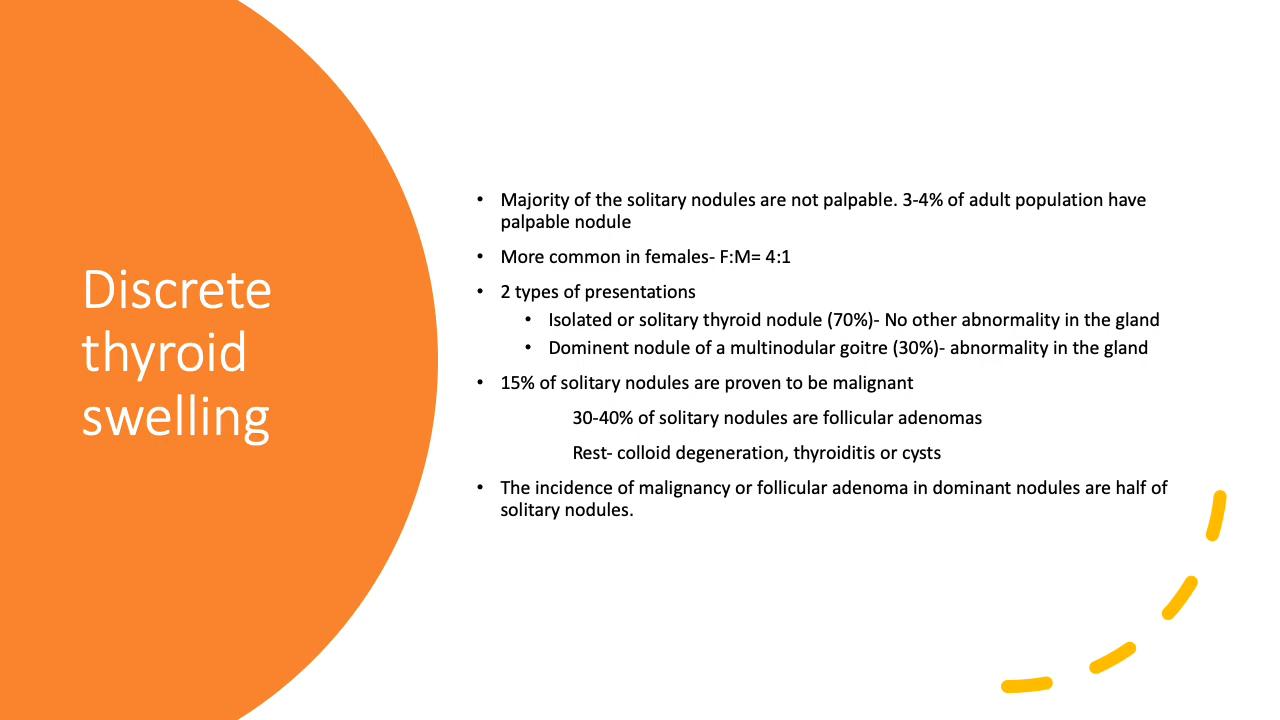 Discrete
thyroid
swelling
• Majority of the solitary nodules are not palpable. 3-4% of adult population have
palpable nodule
• More common in females- F:M= 4:1
• 2 types of presentations
• Isolated or solitary thyroid nodule (70%)- No other abnormality in the gland
• Dominent nodule of a multinodular goitre (30%)- abnormality in the gland
• 15% of solitary nodules are proven to be malignant
30-40% of solitary nodules are follicular adenomas
Rest- colloid degeneration, thyroiditis or cysts
• The incidence of malignancy or follicular adenoma in dominant nodules are half of
solitary nodules.